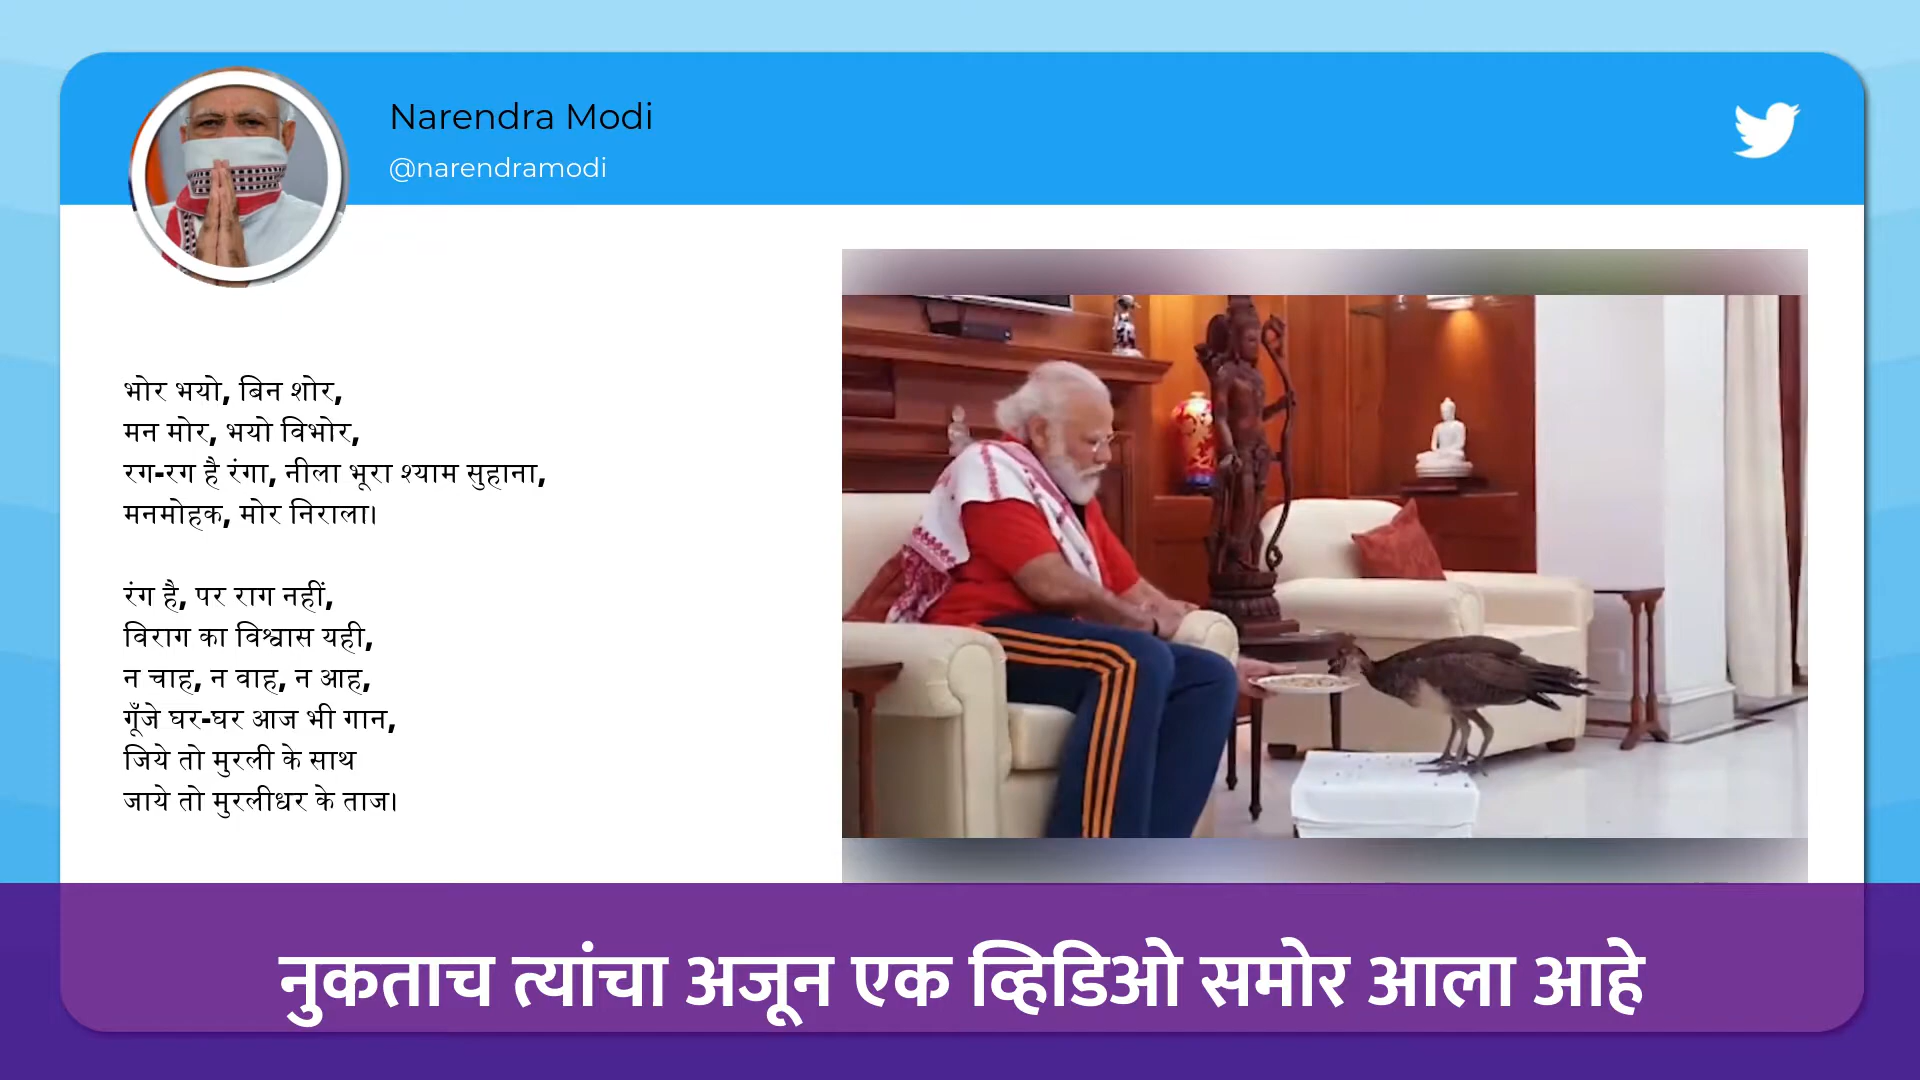 Narendra Modi
@narendramodi
भोर भयो, बिन शोर,
मन मोर, भयो विभोर,
रग-रग है रंगा, नीला भूरा श्याम सुहाना,
मनमोहक, मोर निराला।
रंग है, पर राग नहीं,
विराग का विश्वास यही,
न चाह, न वाह, न आह,
गूँजे घर-घर आज भी गान,
जिये तो मुरली के साथ
जाये तो मुरलीधर के ताज।
नुकताच त्यांचा अजून एक व्हिडिओ समोर आला आहे